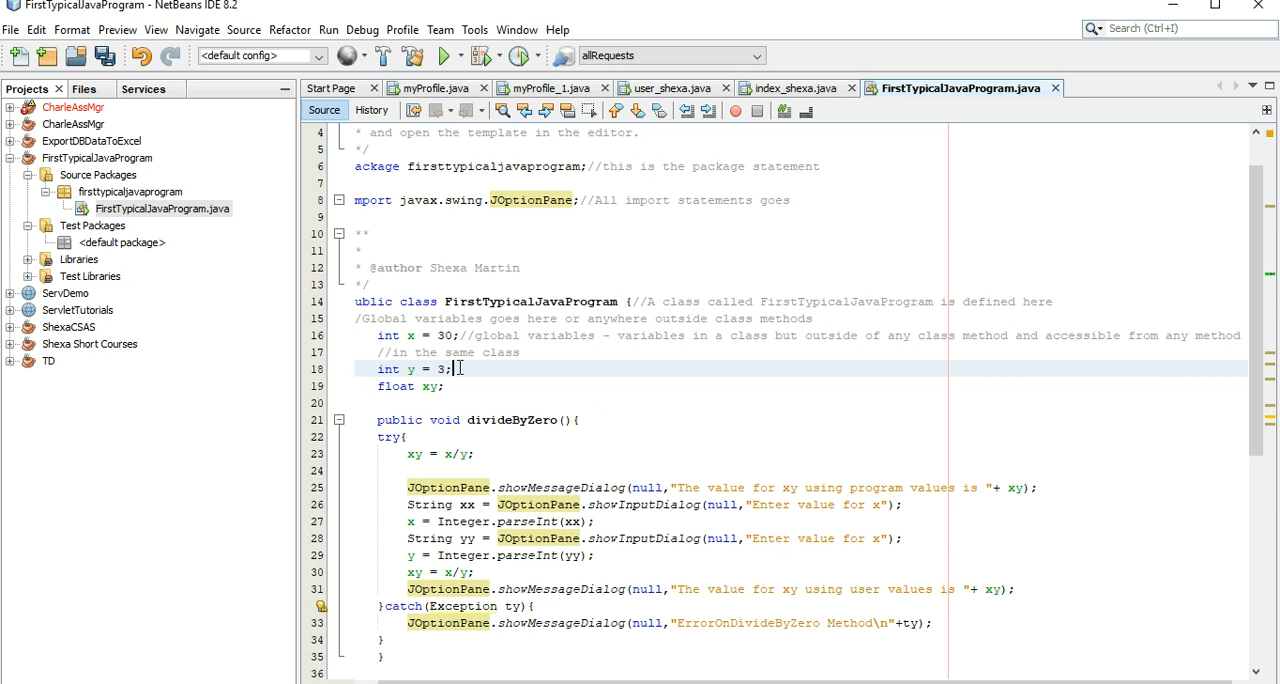 FirstTypicalJavaProgram - NetBeans IDE 8.2
File Edit Format Preview View Navigate Source Refactor Run Debug Profile Team Tools Window Help
Search (Ctrl+I)
<default config>
allRequests
Projects Files Services
Start Page myProfile.java myProfile_1.java user_shexa.java index_shexa.java FirstTypicalJavaProgram.java
Source History
CharleAssMgr
CharleAssMgr
ExportDBDataToExcel
FirstTypicalJavaProgram
Source Packages
firsttypicaljavaprogram
FirstTypicalJavaProgram.java
Test Packages
<default package>
Libraries
Test Libraries
ServDemo
ServletTutorials
ShexaCSAS
Shexa Short Courses
TD
4 * and open the template in the editor.
5 */
6 ackage firsttypicaljavaprogram;//this is the package statement
7
8 mport javax.swing.JOptionPane;//All import statements goes
9
10 **
11 *
12 * @author Shexa Martin
13 */
14 ublic class FirstTypicalJavaProgram {//A class called FirstTypicalJavaProgram is defined here
15 /Global variables goes here or anywhere outside class methods
16 int x = 30;//global variables - variables in a class but outside of any class method and accessible from any method
17 //in the same class
18 int y = 3;
19 float xy;
20
21 public void divideByZero(){
22 try{
23 xy = x/y;
24
25 JOptionPane.showMessageDialog(null,"The value for xy using program values is "+ xy);
26 String xx = JOptionPane.showInputDialog(null,"Enter value for x");
27 x = Integer.parseInt(xx);
28 String yy = JOptionPane.showInputDialog(null,"Enter value for x");
29 y = Integer.parseInt(yy);
30 xy = x/y;
31 JOptionPane.showMessageDialog(null,"The value for xy using user values is "+ xy);
}catch(Exception ty){
33 JOptionPane.showMessageDialog(null,"ErrorOnDivideByZero Method\n"+ty);
34 }
35 }
36